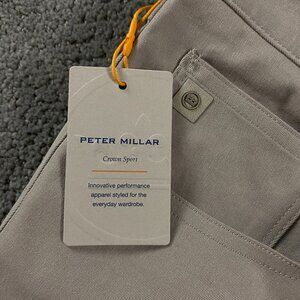 PETER MILLAR
Crown Sport
Innovative performance
apparel styled for the
everyday wardrobe.